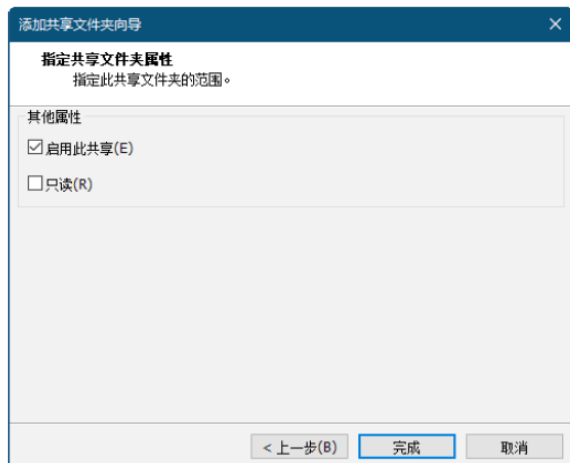 添加共享文件夹向导
指定共享文件夹属性
指定此共享文件夹的范围。
其他属性
启用此共享(E)
只读(R)
< 上一步(B)
完成
取消